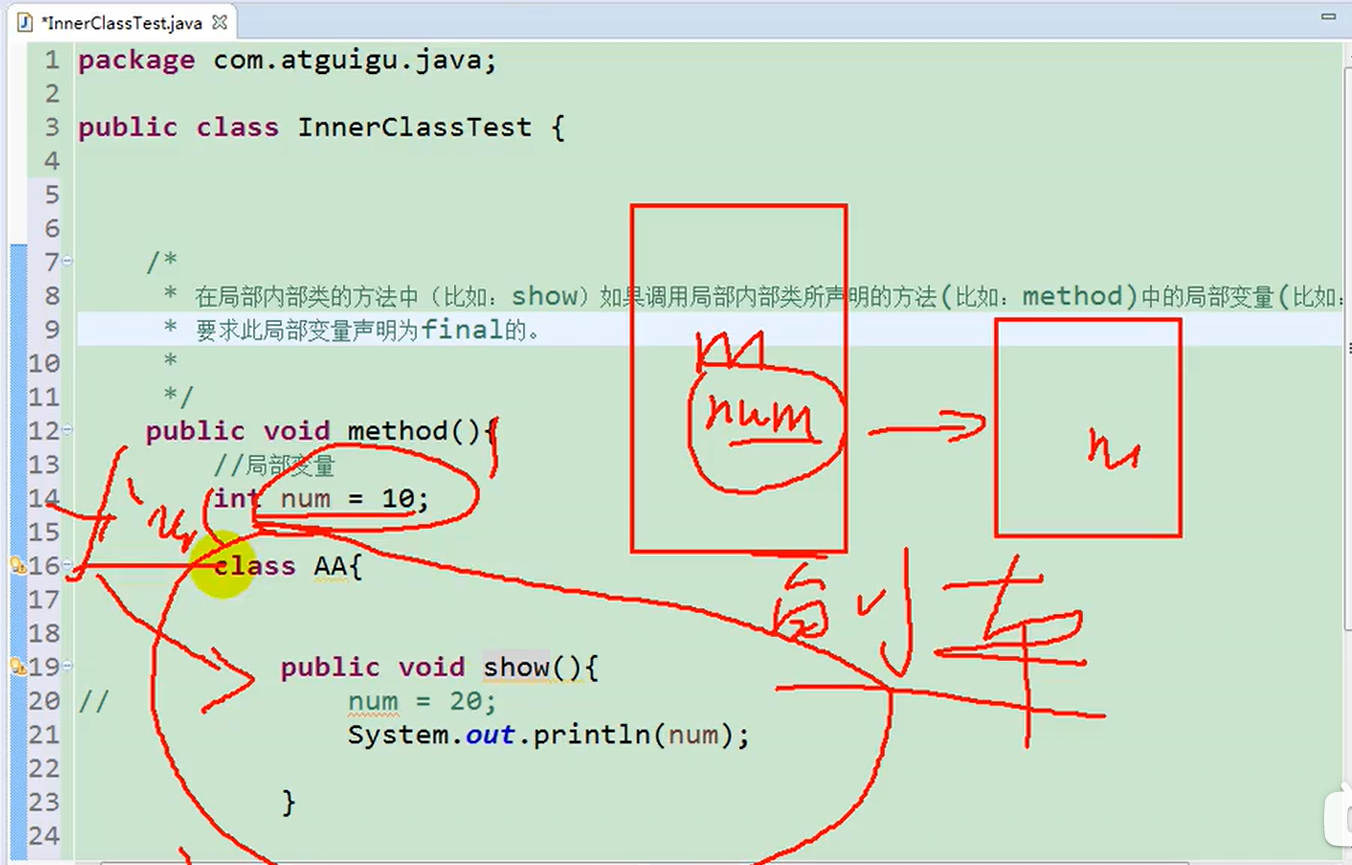 *InnerClassTest.java
1 package com.atguigu.java;
2
3 public class InnerClassTest {
4
5
6
7 /*
8 * 在局部内部类的方法中（比如：show）如果调用局部内部类所声明的方法(比如：method)中的局部变量(比如：
9 * 要求此局部变量声明为final的。
10 *
11 */
12 public void method(){
13 //局部变量
14 int num = 10;
15
16 class AA{
17
18
19 public void show(){
20 // num = 20;
21 System.out.println(num);
22
23 }
24
num